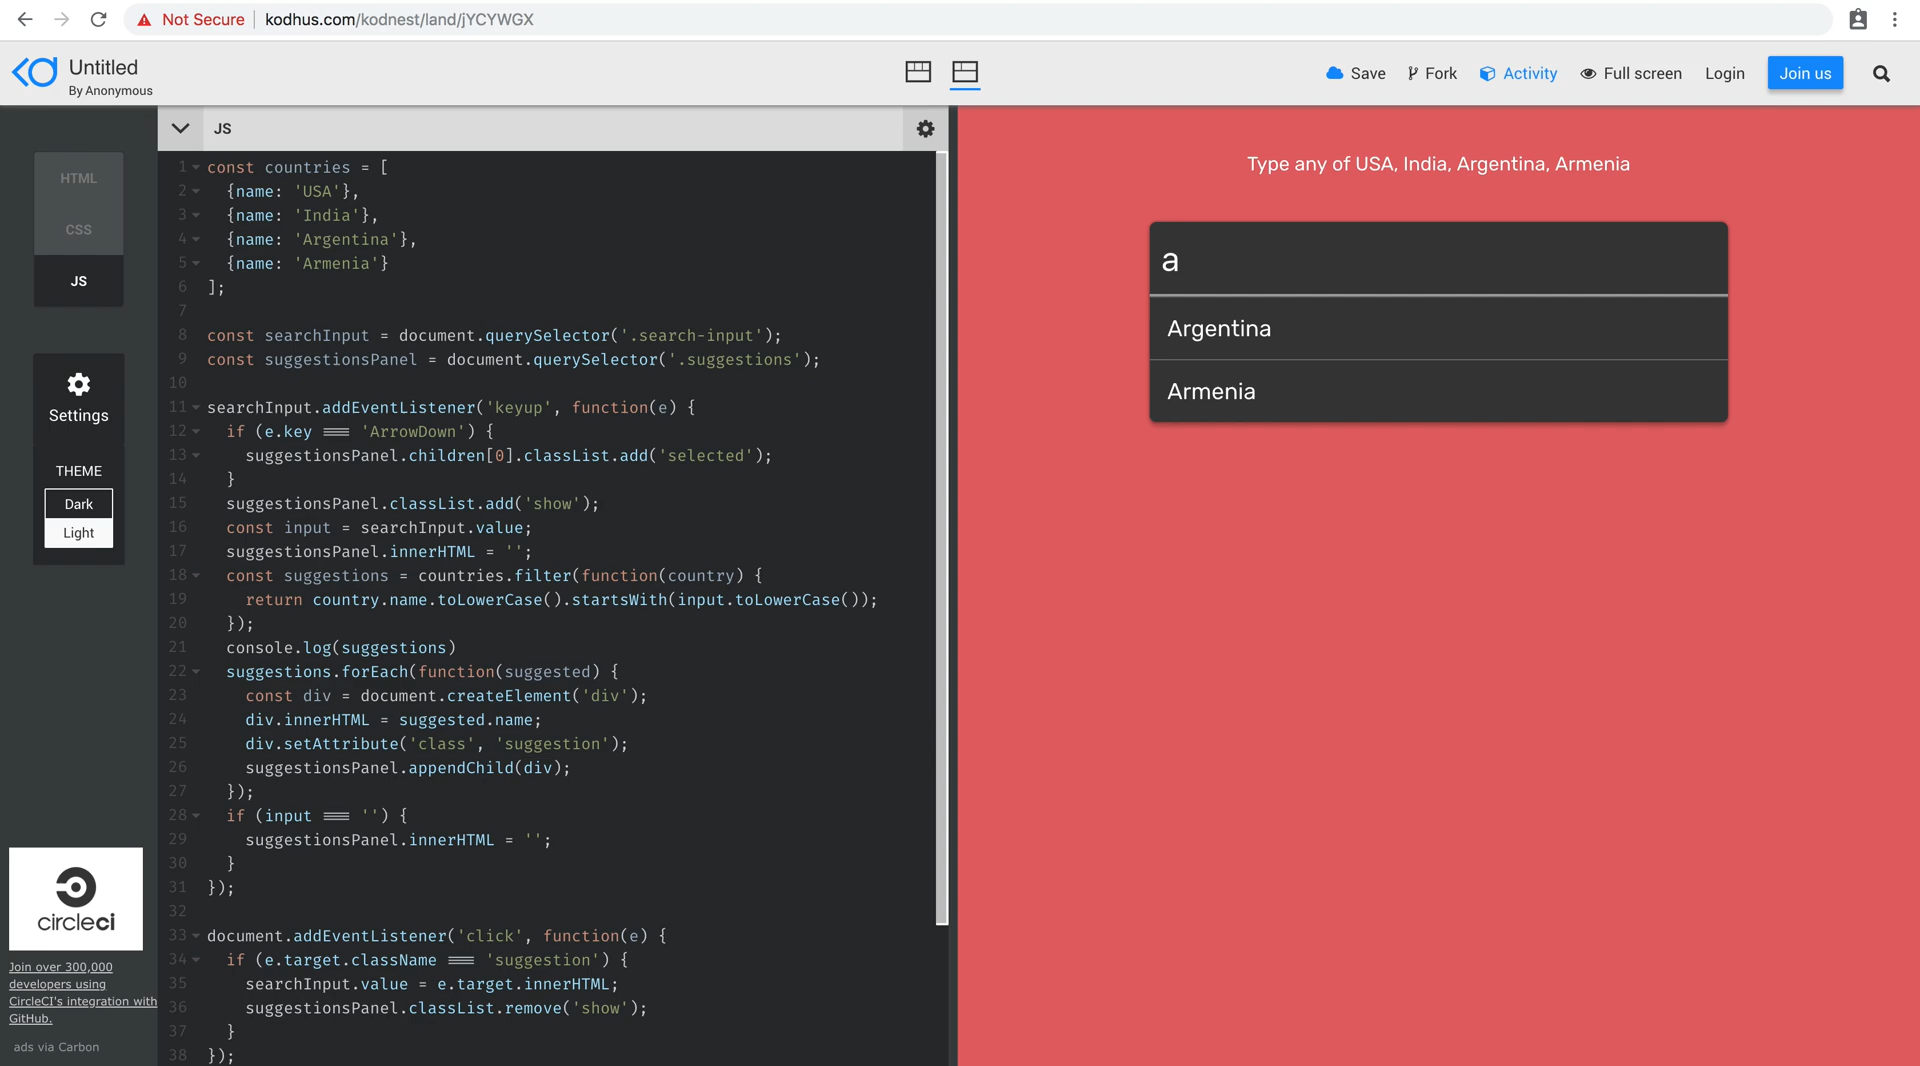 Not Secure
kodhus.com/kodnest/land/jYCYWGX
Untitled
By Anonymous
Save
Fork
Activity
Full screen
Login
Join us
HTML
CSS
JS
Settings
THEME
Dark
Light
circleci
Join over 300,000
developers using
CircleCI's integration with
GitHub.
ads via Carbon
JS
1 const countries = [
2 {name: 'USA'},
3 {name: 'India'},
4 {name: 'Argentina'},
5 {name: 'Armenia'}
6 ];
7
8 const searchInput = document.querySelector('.search-input');
9 const suggestionsPanel = document.querySelector('.suggestions');
10
11 searchInput.addEventListener('keyup', function(e) {
12 if (e.key === 'ArrowDown') {
13 suggestionsPanel.children[0].classList.add('selected');
14 }
15 suggestionsPanel.classList.add('show');
16 const input = searchInput.value;
17 suggestionsPanel.innerHTML = '';
18 const suggestions = countries.filter(function(country) {
19 return country.name.toLowerCase().startsWith(input.toLowerCase());
20 });
21 console.log(suggestions)
22 suggestions.forEach(function(suggested) {
23 const div = document.createElement('div');
24 div.innerHTML = suggested.name;
25 div.setAttribute('class', 'suggestion');
26 suggestionsPanel.appendChild(div);
27 });
28 if (input === '') {
29 suggestionsPanel.innerHTML = '';
30 }
31 });
32
33 document.addEventListener('click', function(e) {
34 if (e.target.className === 'suggestion') {
35 searchInput.value = e.target.innerHTML;
36 suggestionsPanel.classList.remove('show');
37 }
38 });
Type any of USA, India, Argentina, Armenia
a
Argentina
Armenia